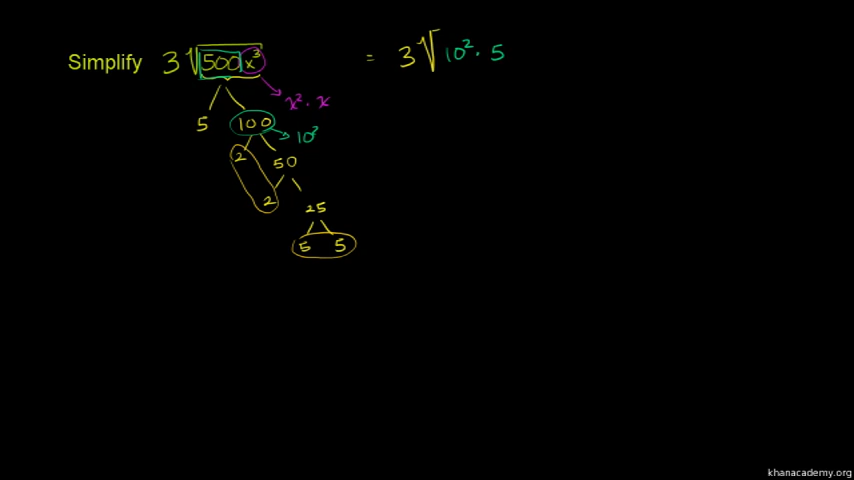 Simplify 3√500x³ = 3√10²·5
x²·x
5 100 10²
2 50
2 25
5 5
khanacademy.org